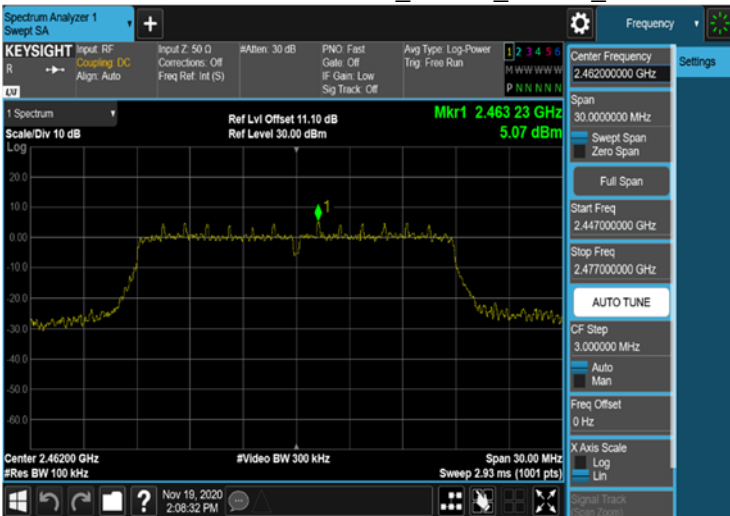 Spectrum Analyzer 1
Swept SA
Frequency
KEYSIGHT
R
LXI
Input: RF
Coupling: DC
Align: Auto
Input Z: 50 Ω
Corrections: Off
Freq Ref: Int (S)
#Atten: 30 dB
PNO: Fast
Gate: Off
IF Gain: Low
Sig Track: Off
Avg Type: Log-Power
Trig: Free Run
1 2 3 4 5 6
M W W W W W
P N N N N N
Center Frequency
2.462000000 GHz
Settings
Span
30.0000000 MHz
Swept Span
Zero Span
Full Span
Start Freq
2.447000000 GHz
Stop Freq
2.477000000 GHz
AUTO TUNE
CF Step
3.000000 MHz
Auto
Man
Freq Offset
0 Hz
X Axis Scale
Log
Lin
Signal Track
(Span Zoom)
1 Spectrum
Scale/Div 10 dB
Log
Ref Lvl Offset 11.10 dB
Ref Level 30.00 dBm
Mkr1 2.463 23 GHz
5.07 dBm
1
20.0
10.0
0.00
-10.0
-20.0
-30.0
-40.0
-50.0
-60.0
Center 2.46200 GHz
#Res BW 100 kHz
#Video BW 300 kHz
Span 30.00 MHz
Sweep 2.93 ms (1001 pts)
?
Nov 19, 2020
2:08:32 PM